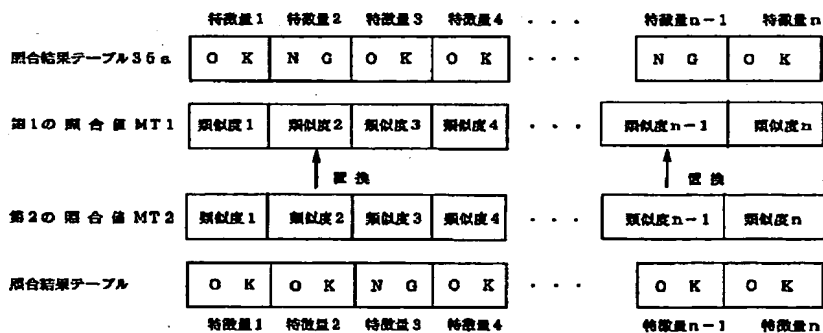 特徴量1 特徴量2 特徴量3 特徴量4 ・・・ 特徴量n-1 特徴量n
照合結果テーブル36a OK NG OK OK ・・・ NG OK
第1の照合値MT1 類似度1 類似度2 類似度3 類似度4 ・・・ 類似度n-1 類似度n
置換 置換
第2の照合値MT2 類似度1 類似度2 類似度3 類似度4 ・・・ 類似度n-1 類似度n
照合結果テーブル OK OK NG OK ・・・ OK OK
特徴量1 特徴量2 特徴量3 特徴量4 特徴量n-1 特徴量n